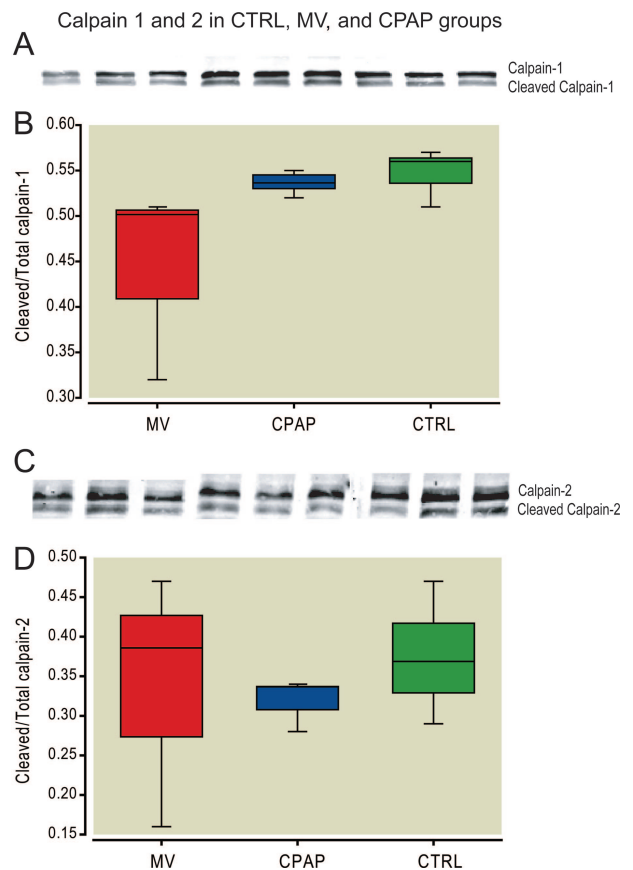 Calpain 1 and 2 in CTRL, MV, and CPAP groups
A
Calpain-1
Cleaved Calpain-1
B
0.60
0.55
0.50
0.45
0.40
0.35
0.30
Cleaved/Total calpain-1
MV CPAP CTRL
C
Calpain-2
Cleaved Calpain-2
D
0.50
0.45
0.40
0.35
0.30
0.25
0.20
0.15
Cleaved/Total calpain-2
MV CPAP CTRL